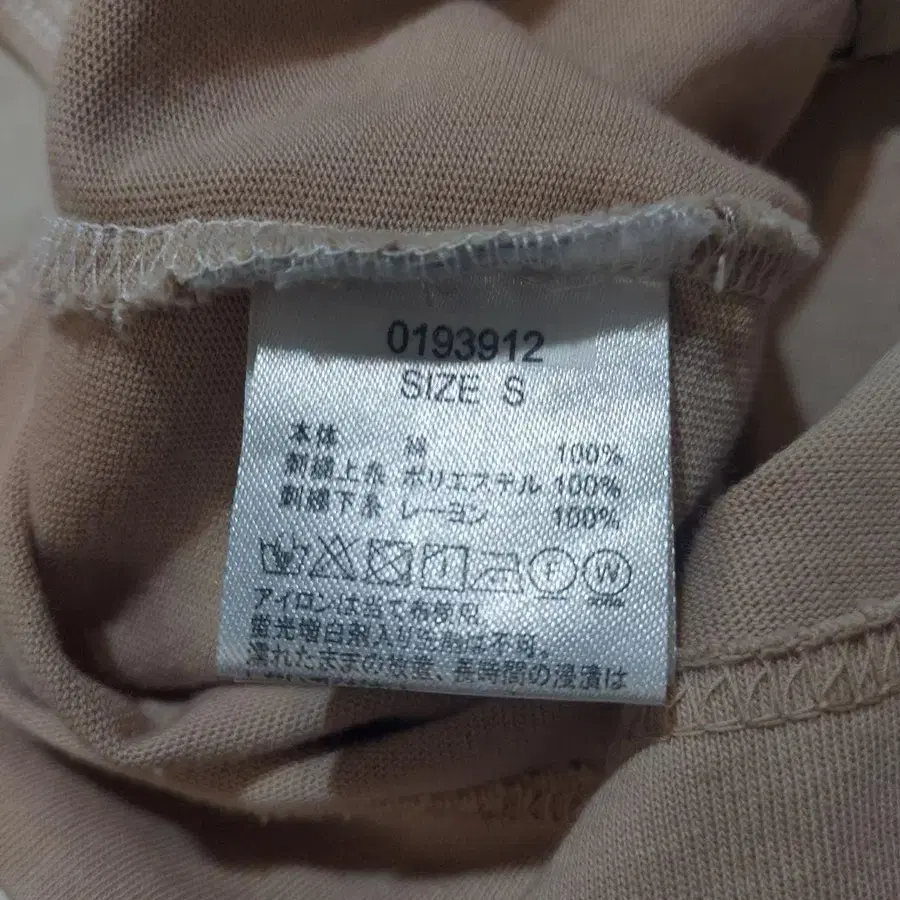 0193912
SIZE S
本体 綿 100%
刺繍上糸 ポリエステル 100%
刺繍下糸 レーヨン 100%
F W
アイロンは当て布使用
蛍光増白剤入り洗剤は不可。
濡れたままの放置、長時間の浸漬は